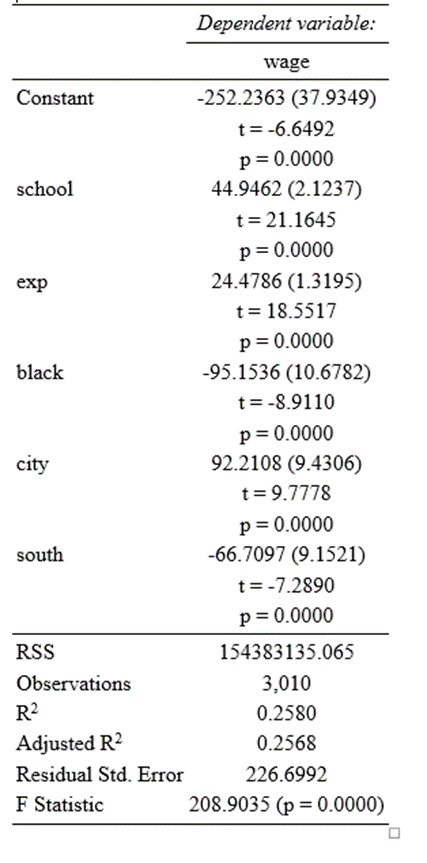 Dependent variable:
wage
Constant -252.2363 (37.9349)
t = -6.6492
p = 0.0000
school 44.9462 (2.1237)
t = 21.1645
p = 0.0000
exp 24.4786 (1.3195)
t = 18.5517
p = 0.0000
black -95.1536 (10.6782)
t = -8.9110
p = 0.0000
city 92.2108 (9.4306)
t = 9.7778
p = 0.0000
south -66.7097 (9.1521)
t = -7.2890
p = 0.0000
RSS 154383135.065
Observations 3,010
R² 0.2580
Adjusted R² 0.2568
Residual Std. Error 226.6992
F Statistic 208.9035 (p = 0.0000)